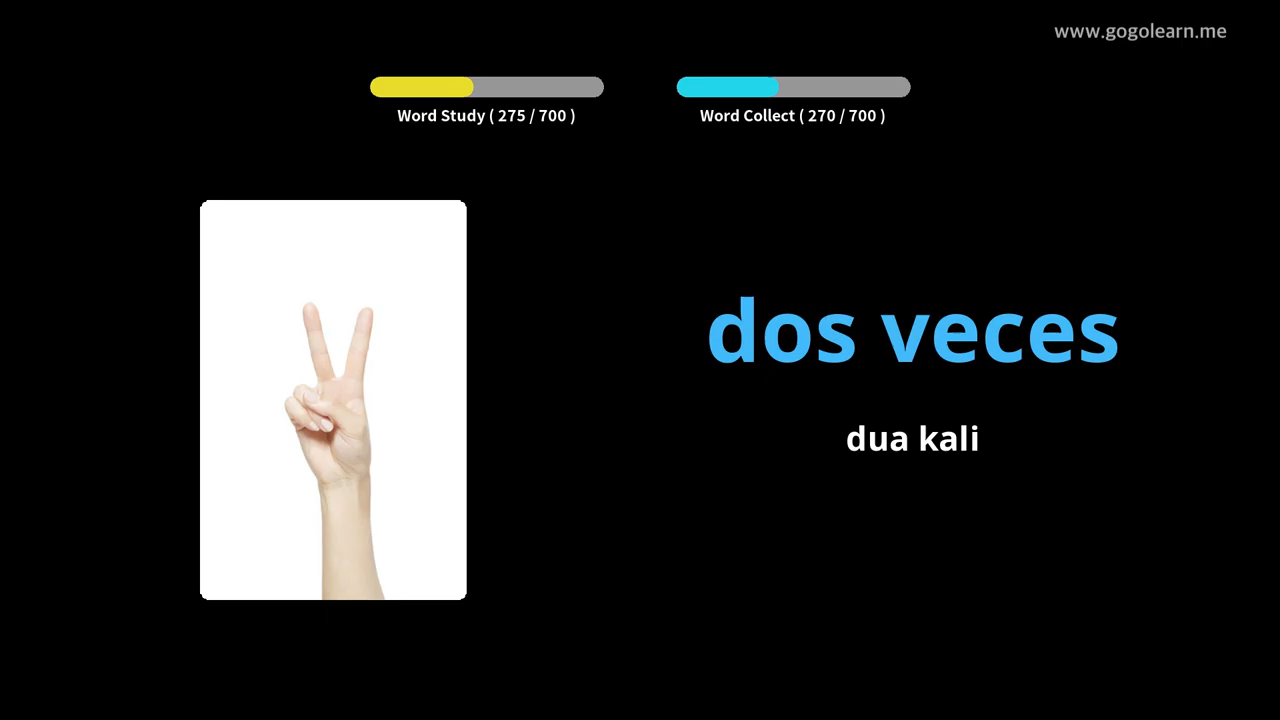 www.gogolearn.me
Word Study ( 275 / 700 )
Word Collect ( 270 / 700 )
dos veces
dua kali